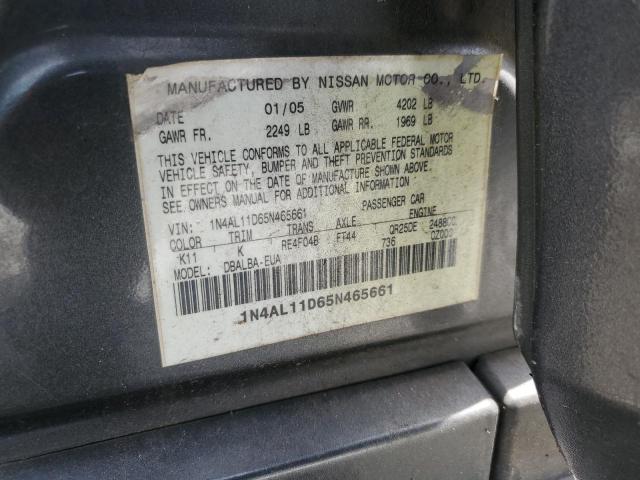 MANUFACTURED BY NISSAN MOTOR CO., LTD.
DATE 01/05 GVWR 4202 LB
GAWR FR. 2249 LB GAWR RR. 1969 LB
THIS VEHICLE CONFORMS TO ALL APPLICABLE FEDERAL MOTOR
VEHICLE SAFETY, BUMPER AND THEFT PREVENTION STANDARDS
IN EFFECT ON THE DATE OF MANUFACTURE SHOWN ABOVE.
SEE OWNERS MANUAL FOR ADDITIONAL INFORMATION
VIN: 1N4AL11D65N465661 PASSENGER CAR
COLOR TRIM TRANS AXLE ENGINE
K11 K RE4F04B FT44 QR25DE 2488CC
MODEL: DBALBA-EUA 736
1N4AL11D65N465661